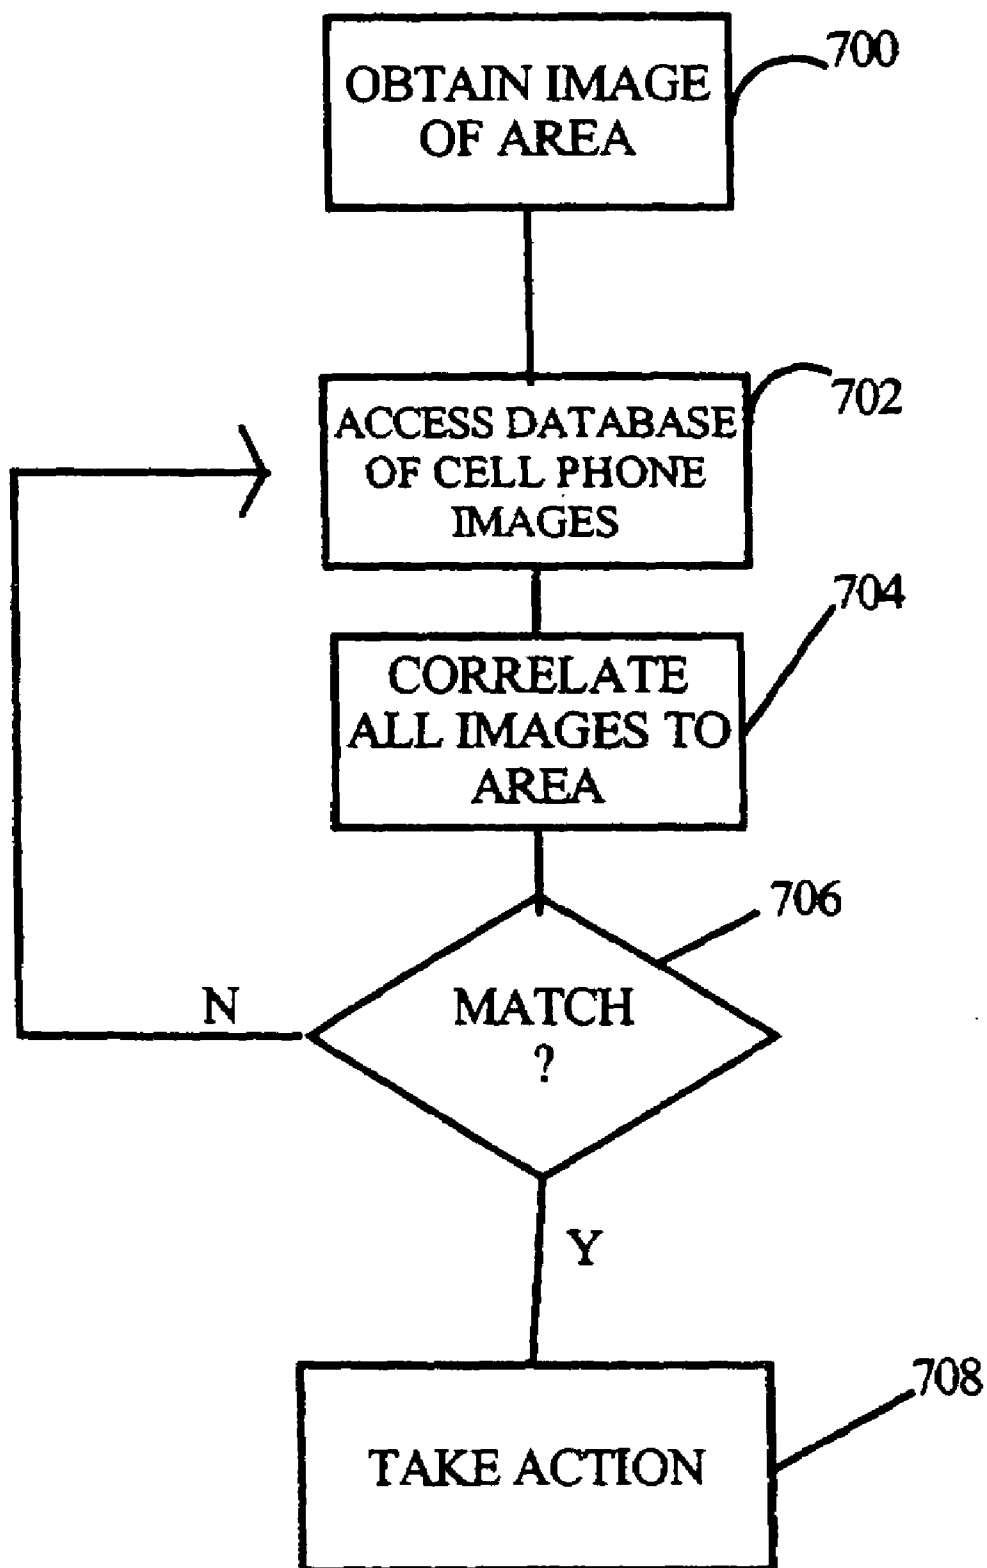 700
OBTAIN IMAGE
OF AREA
702
ACCESS DATABASE
OF CELL PHONE
IMAGES
704
CORRELATE
ALL IMAGES TO
AREA
706
N
MATCH
?
Y
708
TAKE ACTION